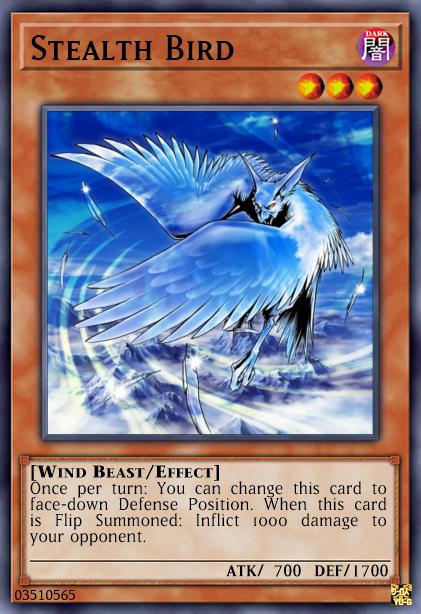 Stealth Bird
DARK
闇
[Wind Beast/Effect]
Once per turn: You can change this card to
face-down Defense Position. When this card
is Flip Summoned: Inflict 1000 damage to
your opponent.
ATK/ 700 DEF/1700
03510565